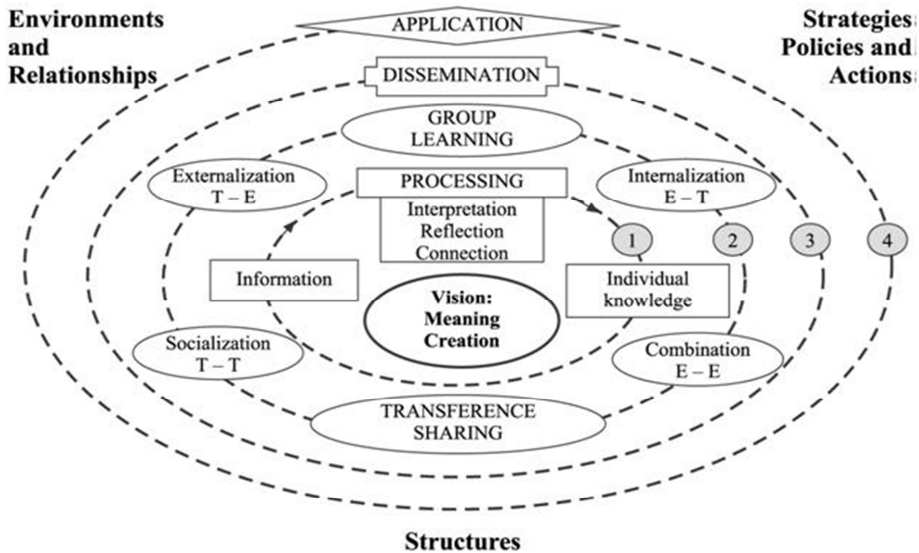 Environments
and
Relationships
APPLICATION
Strategies:
Policies and
Actions:
DISSEMINATION
GROUP
LEARNING
Externalization
T – E
PROCESSING
Interpretation
Reflection
Connection
Internalization
E – T
1
2
3
4
Information
Vision:
Meaning
Creation
Individual
knowledge
Socialization
T – T
Combination
E – E
TRANSFERENCE
SHARING
Structures